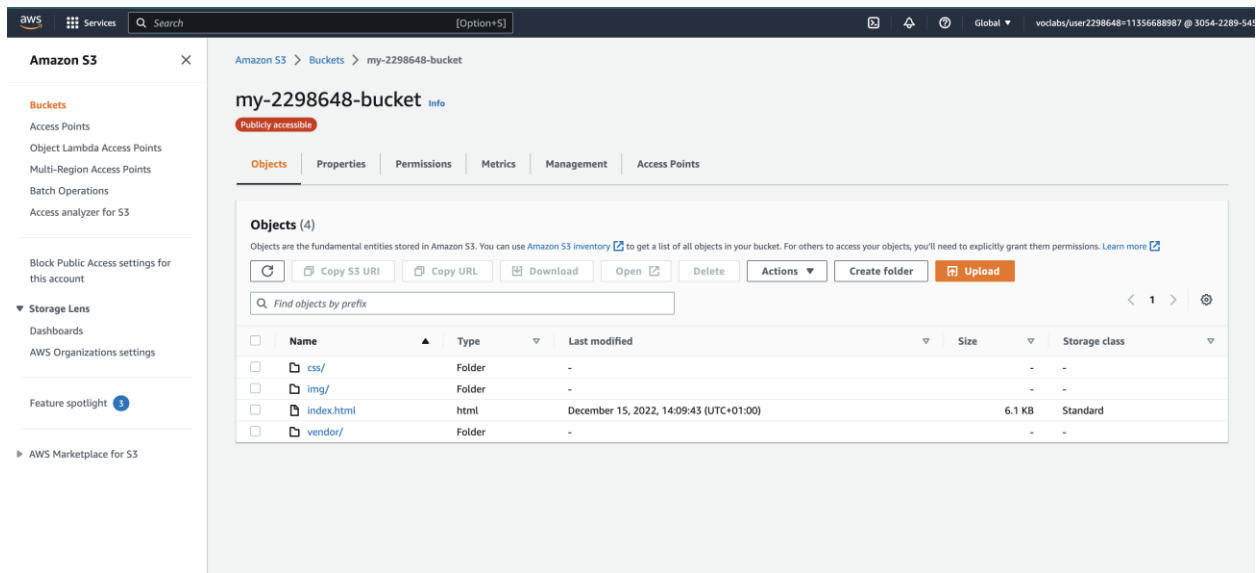 aws Services Search [Option+S] Global ▼ voclabs/user2298648=11356688987 @ 3054-2289-545
Amazon S3
Buckets
Access Points
Object Lambda Access Points
Multi-Region Access Points
Batch Operations
Access analyzer for S3
Block Public Access settings for
this account
▼ Storage Lens
Dashboards
AWS Organizations settings
Feature spotlight 3
▶ AWS Marketplace for S3
Amazon S3 > Buckets > my-2298648-bucket
my-2298648-bucket Info
Publicly accessible
Objects Properties Permissions Metrics Management Access Points
Objects (4)
Objects are the fundamental entities stored in Amazon S3. You can use Amazon S3 inventory to get a list of all objects in your bucket. For others to access your objects, you'll need to explicitly grant them permissions. Learn more
Copy S3 URI Copy URL Download Open Delete Actions ▼ Create folder Upload
Find objects by prefix < 1 >
Name ▲ Type Last modified Size Storage class
css/ Folder - - -
img/ Folder - - -
index.html html December 15, 2022, 14:09:43 (UTC+01:00) 6.1 KB Standard
vendor/ Folder - - -